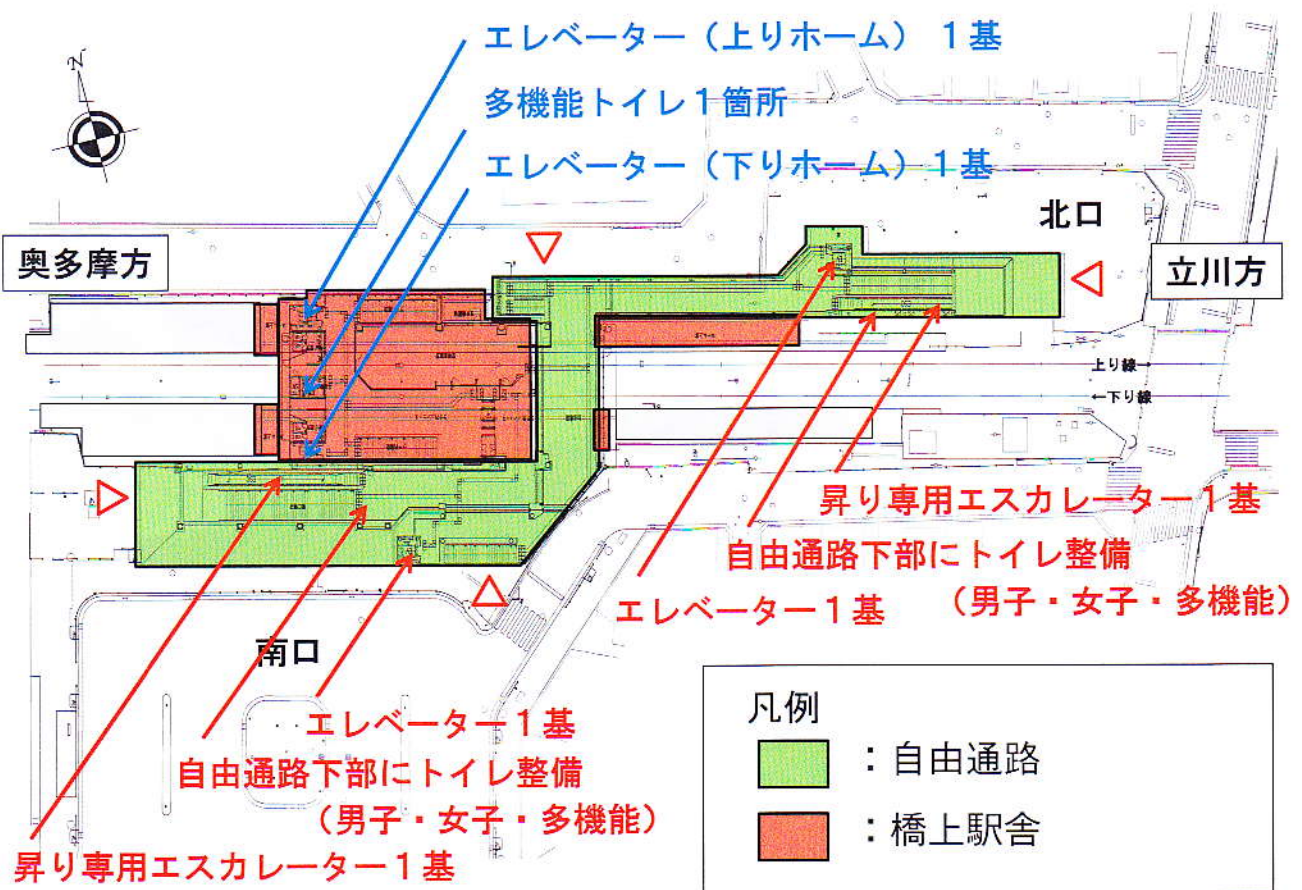 エレベーター（上りホーム） 1基
多機能トイレ1箇所
エレベーター（下りホーム）1基
N
北口
奥多摩方
立川方
上り線→
←下り線
昇り専用エスカレーター1基
自由通路下部にトイレ整備
（男子・女子・多機能）
エレベーター1基
南口
エレベーター1基
自由通路下部にトイレ整備
（男子・女子・多機能）
昇り専用エスカレーター1基
凡例
：自由通路
：橋上駅舎